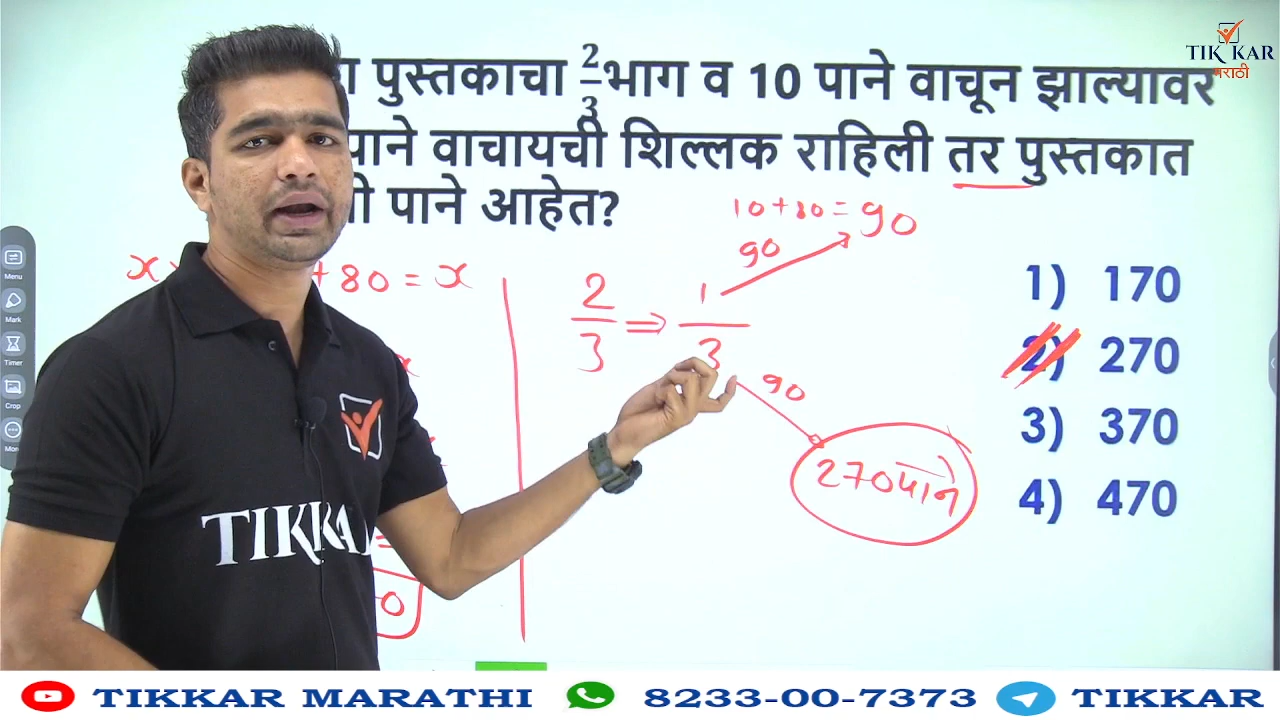 TIKKAR
मराठी
पुस्तकाचा 2/3 भाग व 10 पाने वाचून झाल्यावर
पाने वाचायची शिल्लक राहिली तर पुस्तकात
पाने आहेत?
10+80=90
+80=x
2/3 ⇒ 1/3
90
90
270 पाने
1) 170
2) 270
3) 370
4) 470
Menu
Mark
Timer
Crop
TIKKA
TIKKAR MARATHI 8233-00-7373 TIKKAR